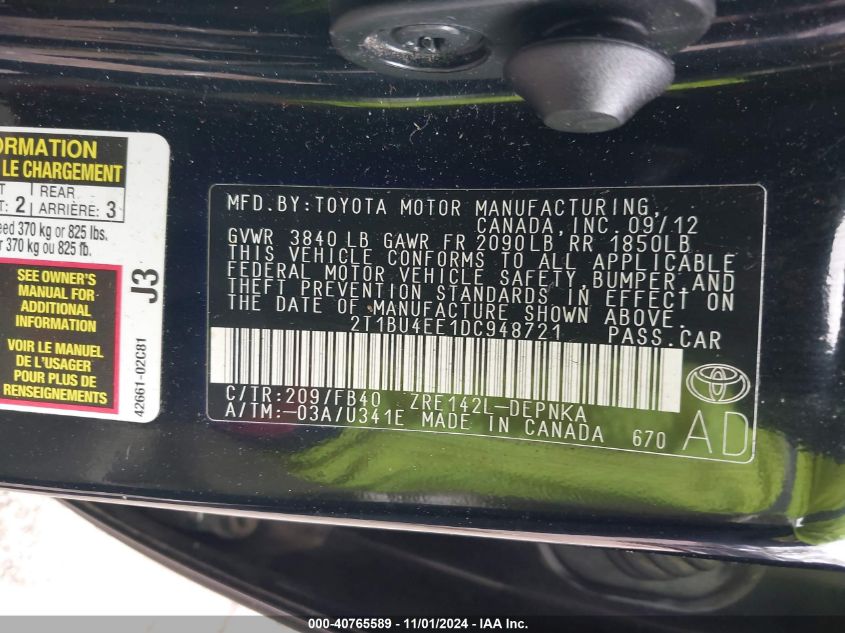 ORMATION
LE CHARGEMENT
REAR
2
ARRIÈRE: 3
370 kg or 825 lbs.
370 kg ou 825 lb.
SEE OWNER'S
MANUAL FOR
ADDITIONAL
INFORMATION
VOIR LE MANUEL
DE L'USAGER
POUR PLUS DE
RENSEIGNEMENTS
J3
42661-02C81
MFD.BY:TOYOTA MOTOR MANUFACTURING,
CANADA, INC. 09/12
GVWR 3840 LB GAWR FR 2090LB RR 1850LB
THIS VEHICLE CONFORMS TO ALL APPLICABLE
FEDERAL MOTOR VEHICLE SAFETY,BUMPER,AND
THEFT PREVENTION STANDARDS IN EFFECT ON
THE DATE OF MANUFACTURE SHOWN ABOVE.
2T1BU4EE1DC948721 PASS.CAR
C/TR:209/FB40 ZRE142L-DEPNKA
A/TM:-03A/U341E MADE IN CANADA 670
AD
000-40765589 - 11/01/2024 - IAAI Inc.